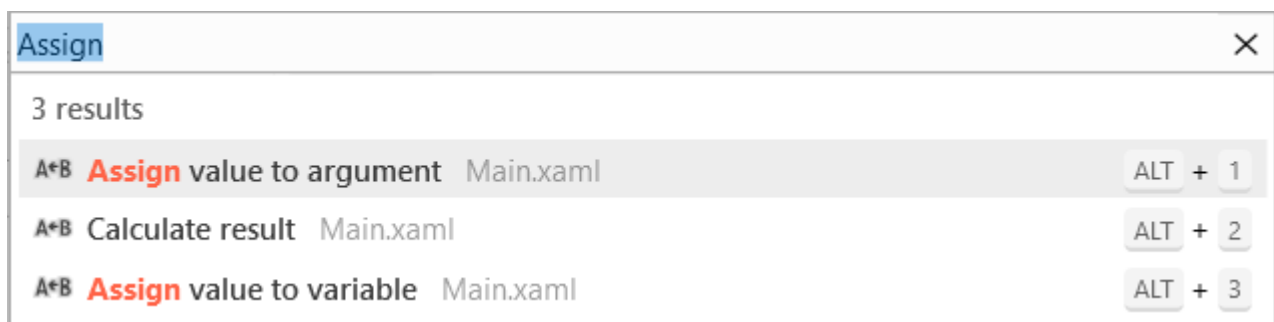 Assign
3 results
A←B Assign value to argument Main.xaml ALT + 1
A←B Calculate result Main.xaml ALT + 2
A←B Assign value to variable Main.xaml ALT + 3